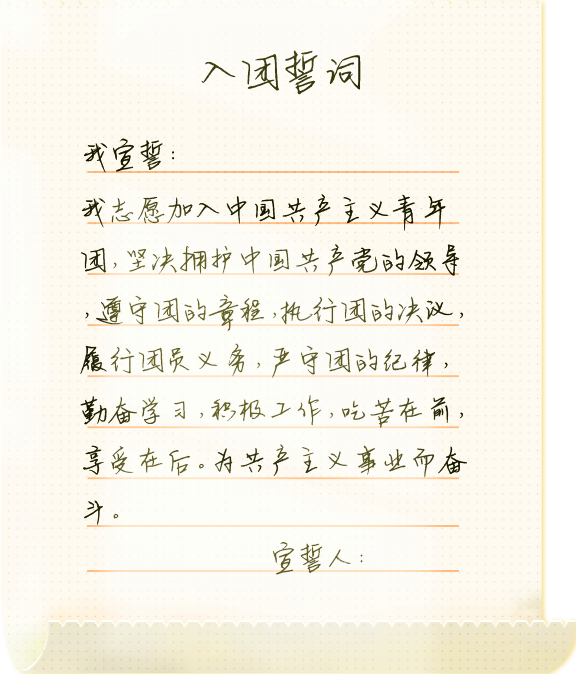 入团誓词
我宣誓：
我志愿加入中国共产主义青年
团，坚决拥护中国共产党的领导
，遵守团的章程，执行团的决议，
履行团员义务，严守团的纪律，
勤奋学习，积极工作，吃苦在前，
享受在后。为共产主义事业而奋
斗。
宣誓人：